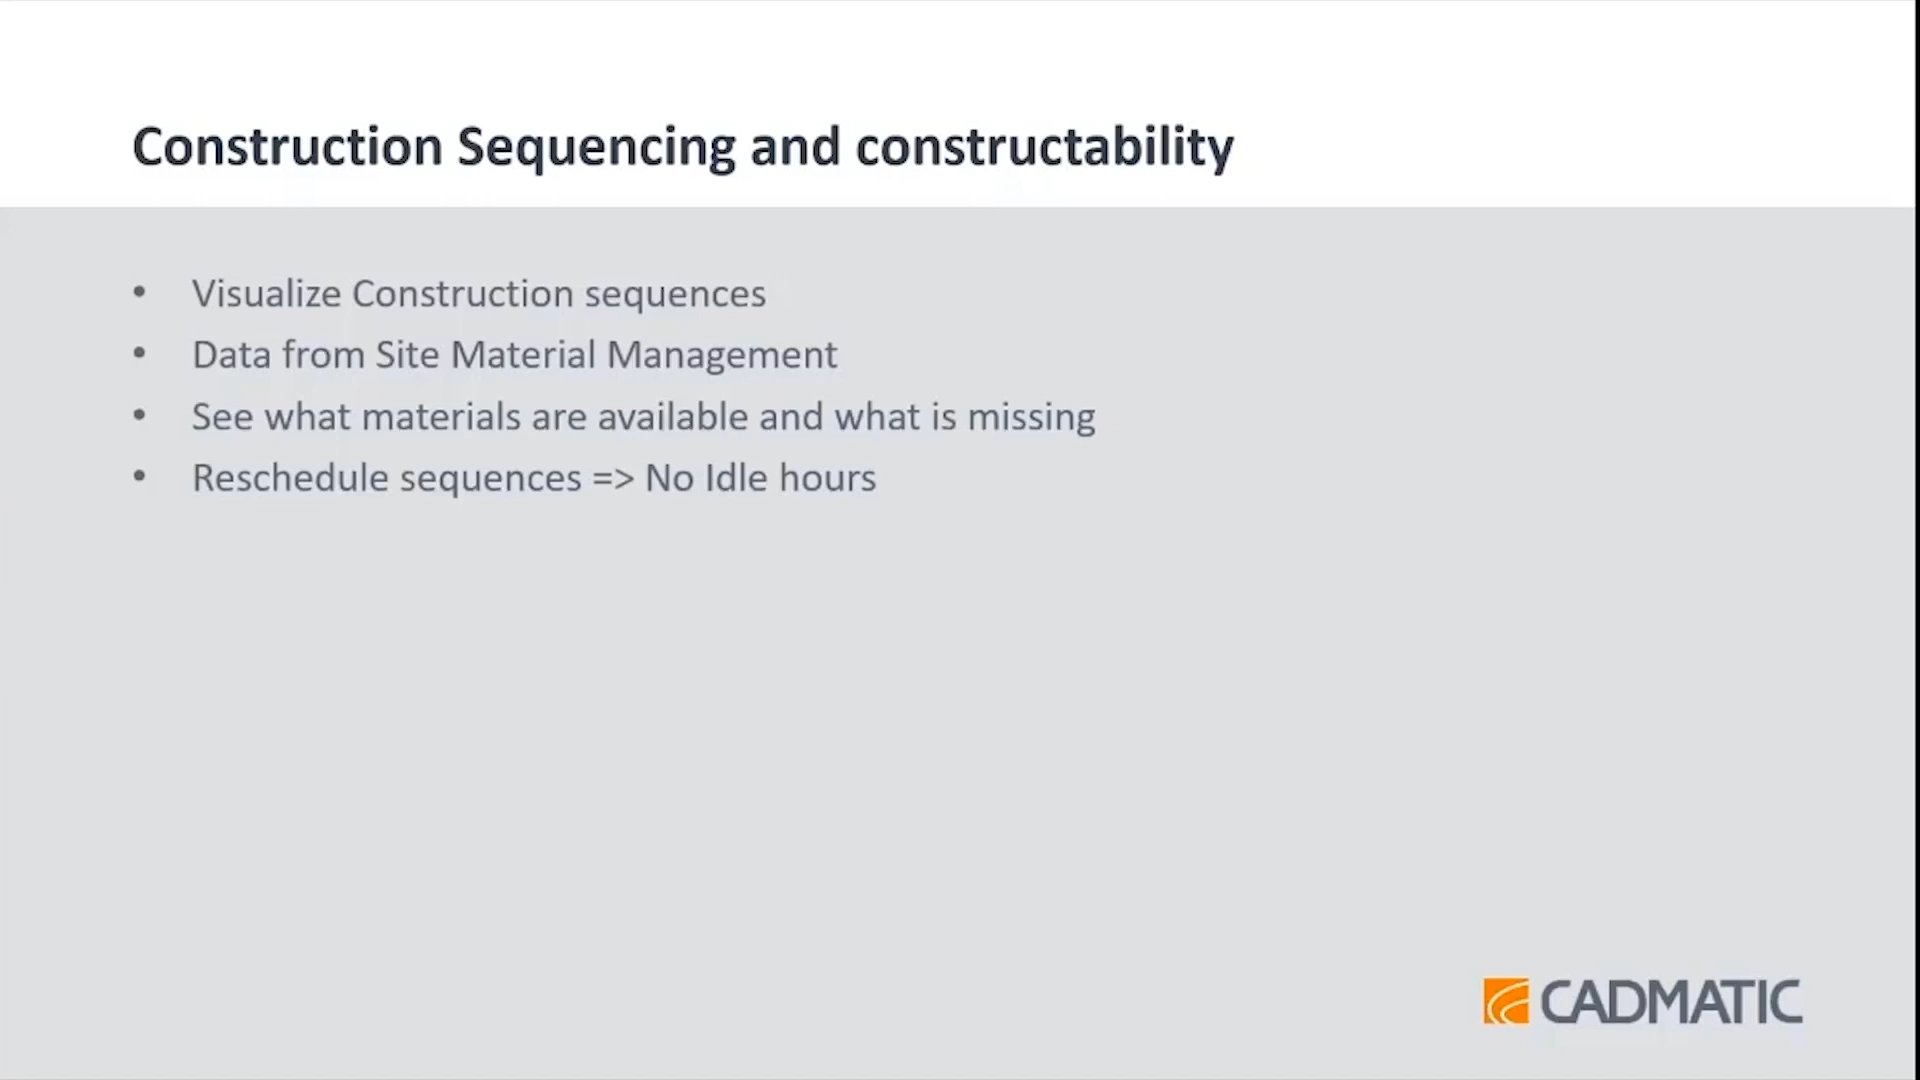 Construction Sequencing and constructability
• Visualize Construction sequences
• Data from Site Material Management
• See what materials are available and what is missing
• Reschedule sequences => No Idle hours
CADMATIC